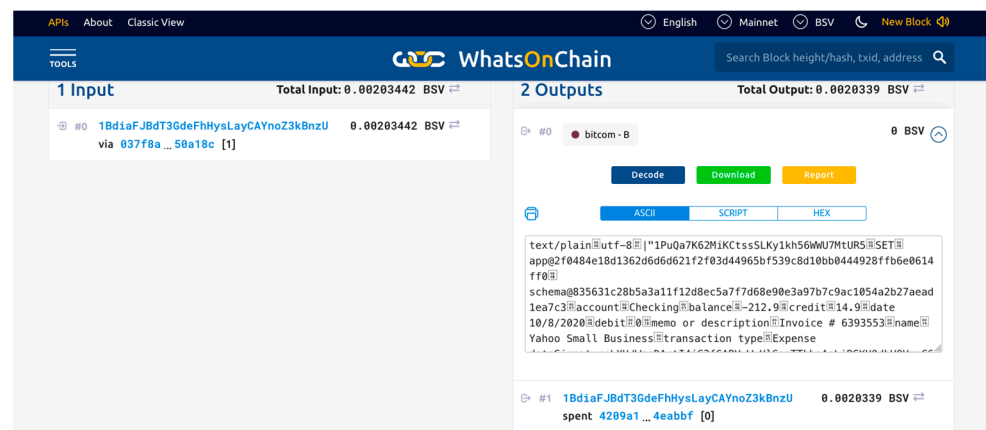 APIs About Classic View English Mainnet BSV New Block
TOOLS WhatsOnChain Search Block height/hash, txid, address
1 Input Total Input: 0.00203442 BSV
#0 1BdiaFJBdT3GdeFhHysLayCAYnoZ3kBnzU 0.00203442 BSV
via 037f8a … 50a18c [1]
2 Outputs Total Output: 0.0020339 BSV
#0 bitcom - B 0 BSV
Decode Download Report
ASCII SCRIPT HEX
text/plain utf-8 |"1PuQa7K62MiKCtssSLKy1kh56WWU7MtUR5 SET
app@2f0484e18d1362d6d6d621f2f03d44965bf539c8d10bb0444928ffb6e0614
ff0
schema@835631c28b5a3a11f12d8ec5a7f7d68e90e3a97b7c9ac1054a2b27aead
1ea7c3 account Checking balance -212.9 credit 14.9 date
10/8/2020 debit 0 memo or description Invoice # 6393553 name
Yahoo Small Business transaction type Expense
#1 1BdiaFJBdT3GdeFhHysLayCAYnoZ3kBnzU 0.0020339 BSV
spent 4209a1 … 4eabbf [0]